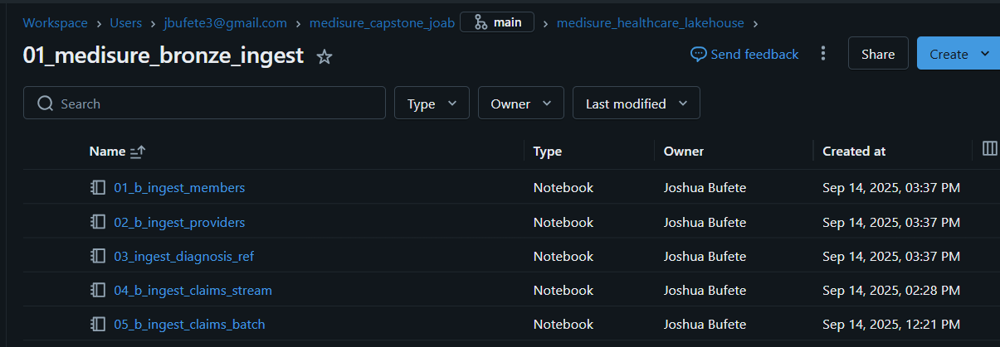 Workspace > Users > jbufete3@gmail.com > medisure_capstone_joab main > medisure_healthcare_lakehouse >
01_medisure_bronze_ingest Send feedback Share Create
Search Type Owner Last modified
Name Type Owner Created at
01_b_ingest_members Notebook Joshua Bufete Sep 14, 2025, 03:37 PM
02_b_ingest_providers Notebook Joshua Bufete Sep 14, 2025, 03:37 PM
03_ingest_diagnosis_ref Notebook Joshua Bufete Sep 14, 2025, 03:37 PM
04_b_ingest_claims_stream Notebook Joshua Bufete Sep 14, 2025, 02:28 PM
05_b_ingest_claims_batch Notebook Joshua Bufete Sep 14, 2025, 12:21 PM